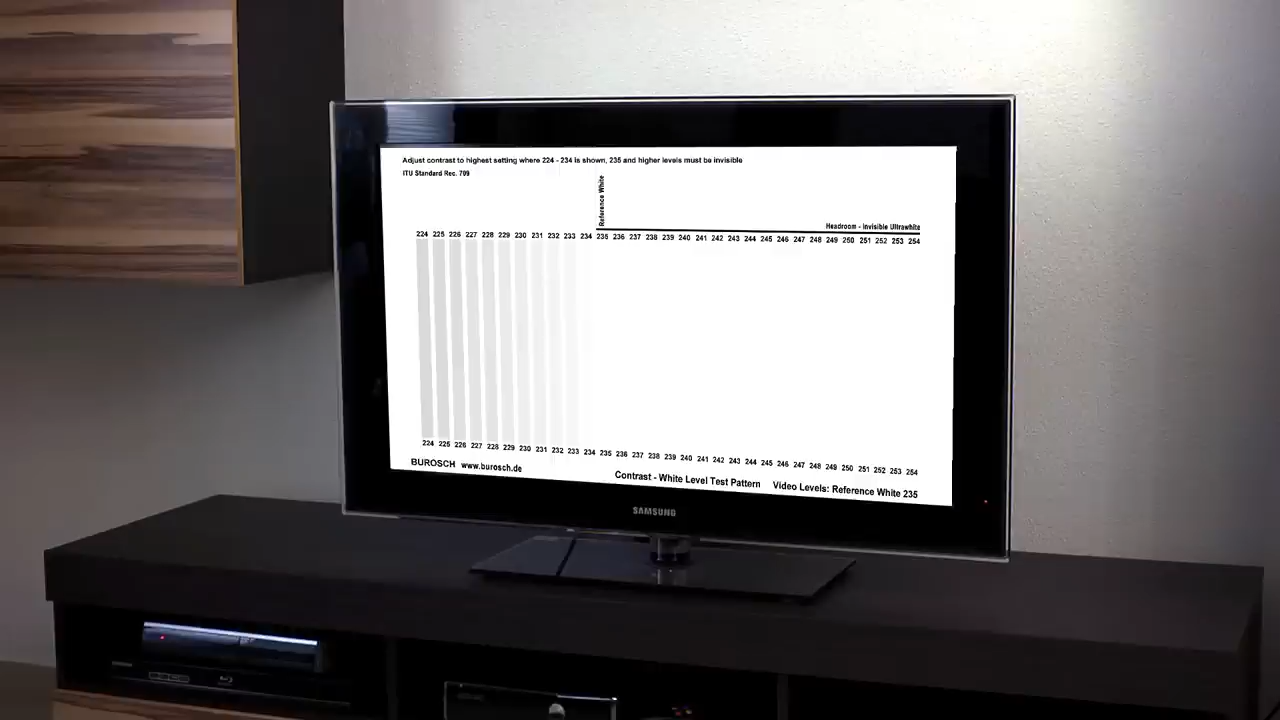 Adjust contrast to highest setting where 224 - 234 is shown, 235 and higher levels must be invisible
ITU Standard Rec. 709
Reference White
Headroom - Invisible Ultrawhite
224 225 226 227 228 229 230 231 232 233 234 235 236 237 238 239 240 241 242 243 244 245 246 247 248 249 250 251 252 253 254
224 225 226 227 228 229 230 231 232 233 234 235 236 237 238 239 240 241 242 243 244 245 246 247 248 249 250 251 252 253 254
BUROSCH www.burosch.de
Contrast - White Level Test Pattern Video Levels: Reference White 235
SAMSUNG